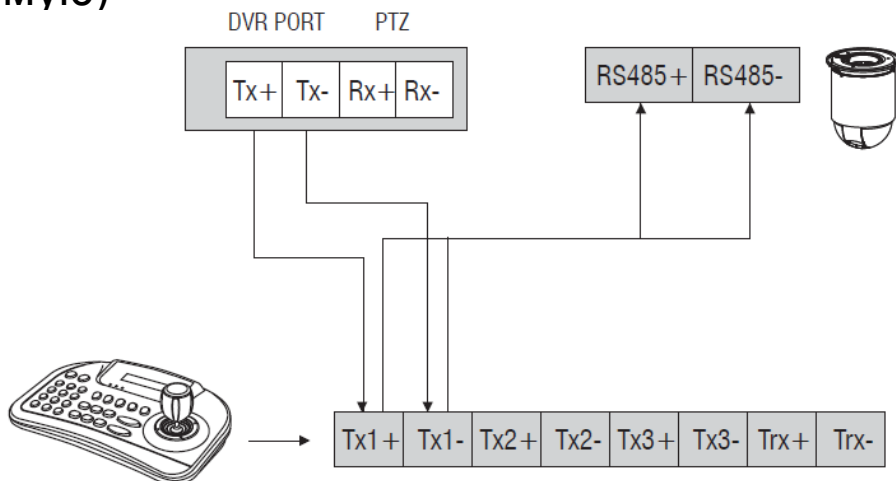 DVR PORT PTZ
Tx+ Tx- Rx+ Rx-
RS485+ RS485-
Tx1+ Tx1- Tx2+ Tx2- Tx3+ Tx3- Trx+ Trx-